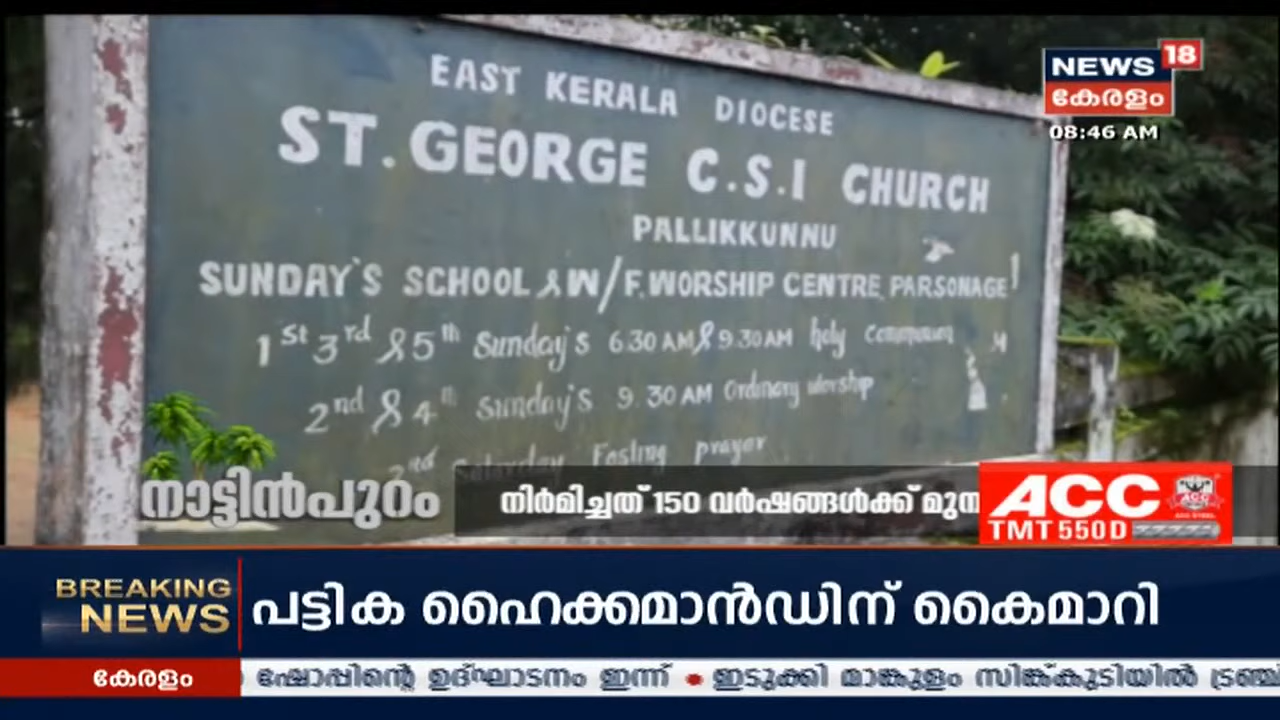 EAST KERALA DIOCESE
ST. GEORGE C.S.I CHURCH
PALLIKKUNNU
SUNDAY'S SCHOOL & W/F. WORSHIP CENTRE, PARSONAGE
1st 3rd & 5th Sunday's 6.30 AM & 9.30 AM holy communion
2nd & 4th Sunday's 9.30 AM Ordinary worship
Saturday Fasting prayer
NEWS 18
കേരളം
08:46 AM
നാട്ടിൻപുറം
നിർമിച്ചത് 150 വർഷങ്ങൾക്ക്
ACC
TMT 550D
BREAKING NEWS
പട്ടിക ഹൈക്കമാൻഡിന് കൈമാറി
കേരളം
ഷോപ്പിന്റെ ഉദ്ഘാടനം ഇന്ന് • ഇടുക്കി മാങ്കുളം സിങ്ക്കുടിയിൽ